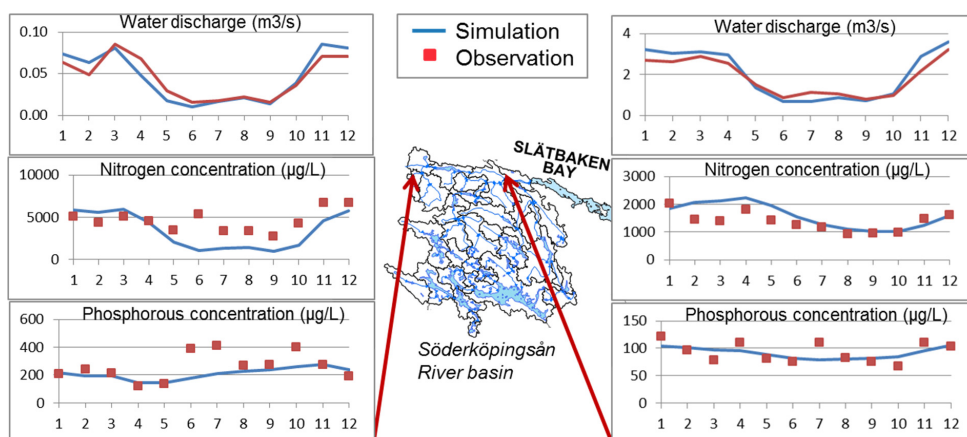 Water discharge (m3/s)
0.10
0.05
0.00
1 2 3 4 5 6 7 8 9 10 11 12
Nitrogen concentration (µg/L)
10000
5000
0
1 2 3 4 5 6 7 8 9 10 11 12
Phosphorous concentration (µg/L)
600
400
200
0
1 2 3 4 5 6 7 8 9 10 11 12
Simulation
Observation
SLÄTBAKEN
BAY
Söderköpingsån
River basin
Water discharge (m3/s)
4
2
0
1 2 3 4 5 6 7 8 9 10 11 12
Nitrogen concentration (µg/L)
3000
2000
1000
0
1 2 3 4 5 6 7 8 9 10 11 12
Phosphorous concentration (µg/L)
150
100
50
0
1 2 3 4 5 6 7 8 9 10 11 12